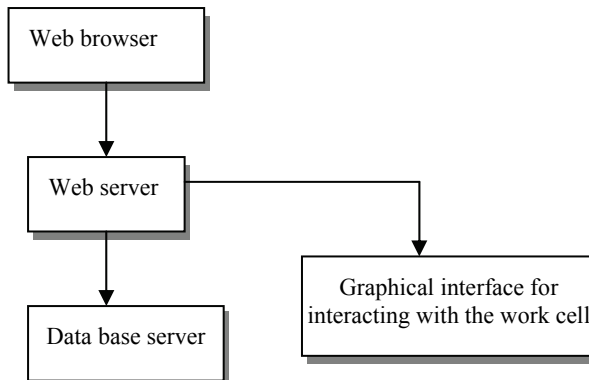 Web browser
Web server
Data base server
Graphical interface for
interacting with the work cell